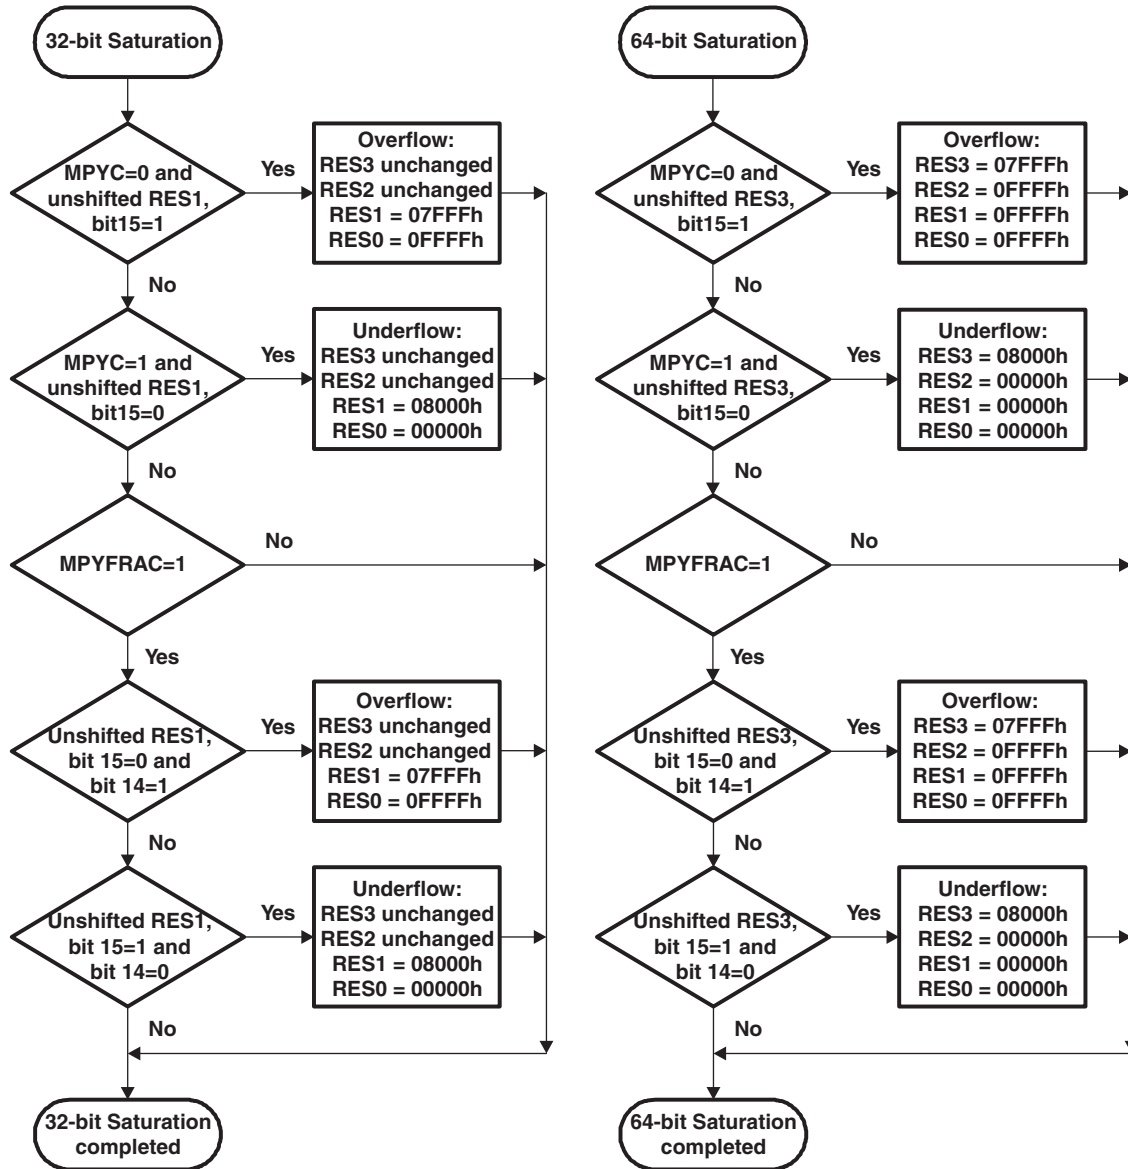 32-bit Saturation
MPYC=0 and
unshifted RES1,
bit15=1
Yes
Overflow:
RES3 unchanged
RES2 unchanged
RES1 = 07FFFh
RES0 = 0FFFFh
No
MPYC=1 and
unshifted RES1,
bit15=0
Yes
Underflow:
RES3 unchanged
RES2 unchanged
RES1 = 08000h
RES0 = 00000h
No
MPYFRAC=1
No
Yes
Unshifted RES1,
bit 15=0 and
bit 14=1
Yes
Overflow:
RES3 unchanged
RES2 unchanged
RES1 = 07FFFh
RES0 = 0FFFFh
No
Unshifted RES1,
bit 15=1 and
bit 14=0
Yes
Underflow:
RES3 unchanged
RES2 unchanged
RES1 = 08000h
RES0 = 00000h
No
32-bit Saturation
completed
64-bit Saturation
MPYC=0 and
unshifted RES3,
bit15=1
Yes
Overflow:
RES3 = 07FFFh
RES2 = 0FFFFh
RES1 = 0FFFFh
RES0 = 0FFFFh
No
MPYC=1 and
unshifted RES3,
bit15=0
Yes
Underflow:
RES3 = 08000h
RES2 = 00000h
RES1 = 00000h
RES0 = 00000h
No
MPYFRAC=1
No
Yes
Unshifted RES3,
bit 15=0 and
bit 14=1
Yes
Overflow:
RES3 = 07FFFh
RES2 = 0FFFFh
RES1 = 0FFFFh
RES0 = 0FFFFh
No
Unshifted RES3,
bit 15=1 and
bit 14=0
Yes
Underflow:
RES3 = 08000h
RES2 = 00000h
RES1 = 00000h
RES0 = 00000h
No
64-bit Saturation
completed